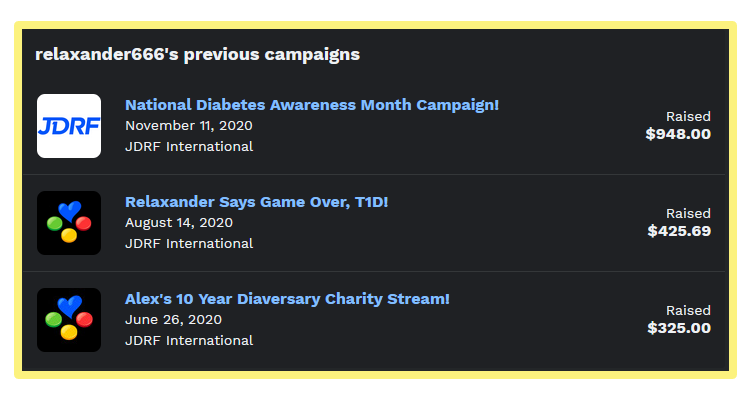 relaxander666's previous campaigns
JDRF
National Diabetes Awareness Month Campaign!
November 11, 2020
JDRF International
Raised
$948.00
Relaxander Says Game Over, T1D!
August 14, 2020
JDRF International
Raised
$425.69
Alex's 10 Year Diaversary Charity Stream!
June 26, 2020
JDRF International
Raised
$325.00